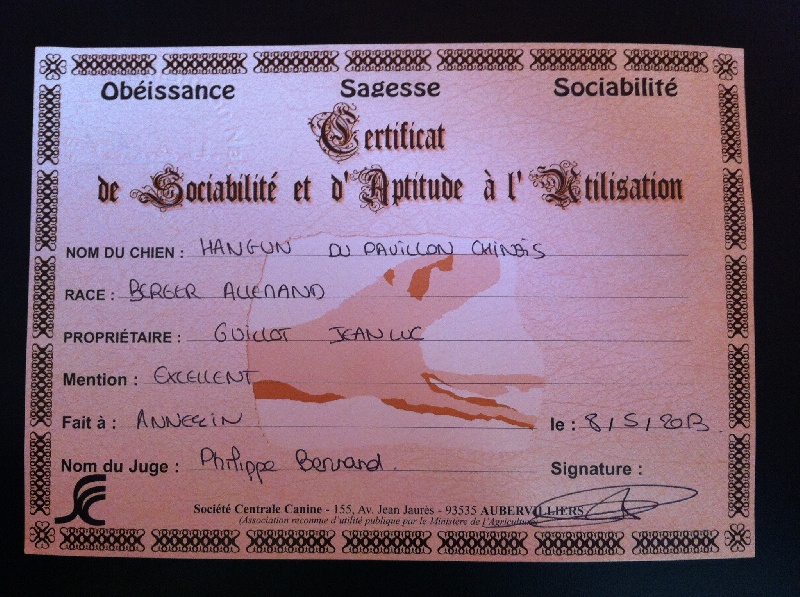 Obéissance Sagesse Sociabilité
Certificat
de Sociabilité et d'Aptitude à l'Utilisation
NOM DU CHIEN : HANGUN DU PAVILLON CHINOIS
RACE : BERGER ALLEMAND
PROPRIÉTAIRE : GUILLOT JEAN LUC
Mention : EXCELLENT
Fait à : ANNEZIN le : 8/5/2013
Nom du Juge : Philippe Bernard. Signature :
Société Centrale Canine - 155, Av. Jean Jaurès - 93535 AUBERVILLIERS
(Association reconnue d'utilité publique par le Ministère de l'Agriculture)